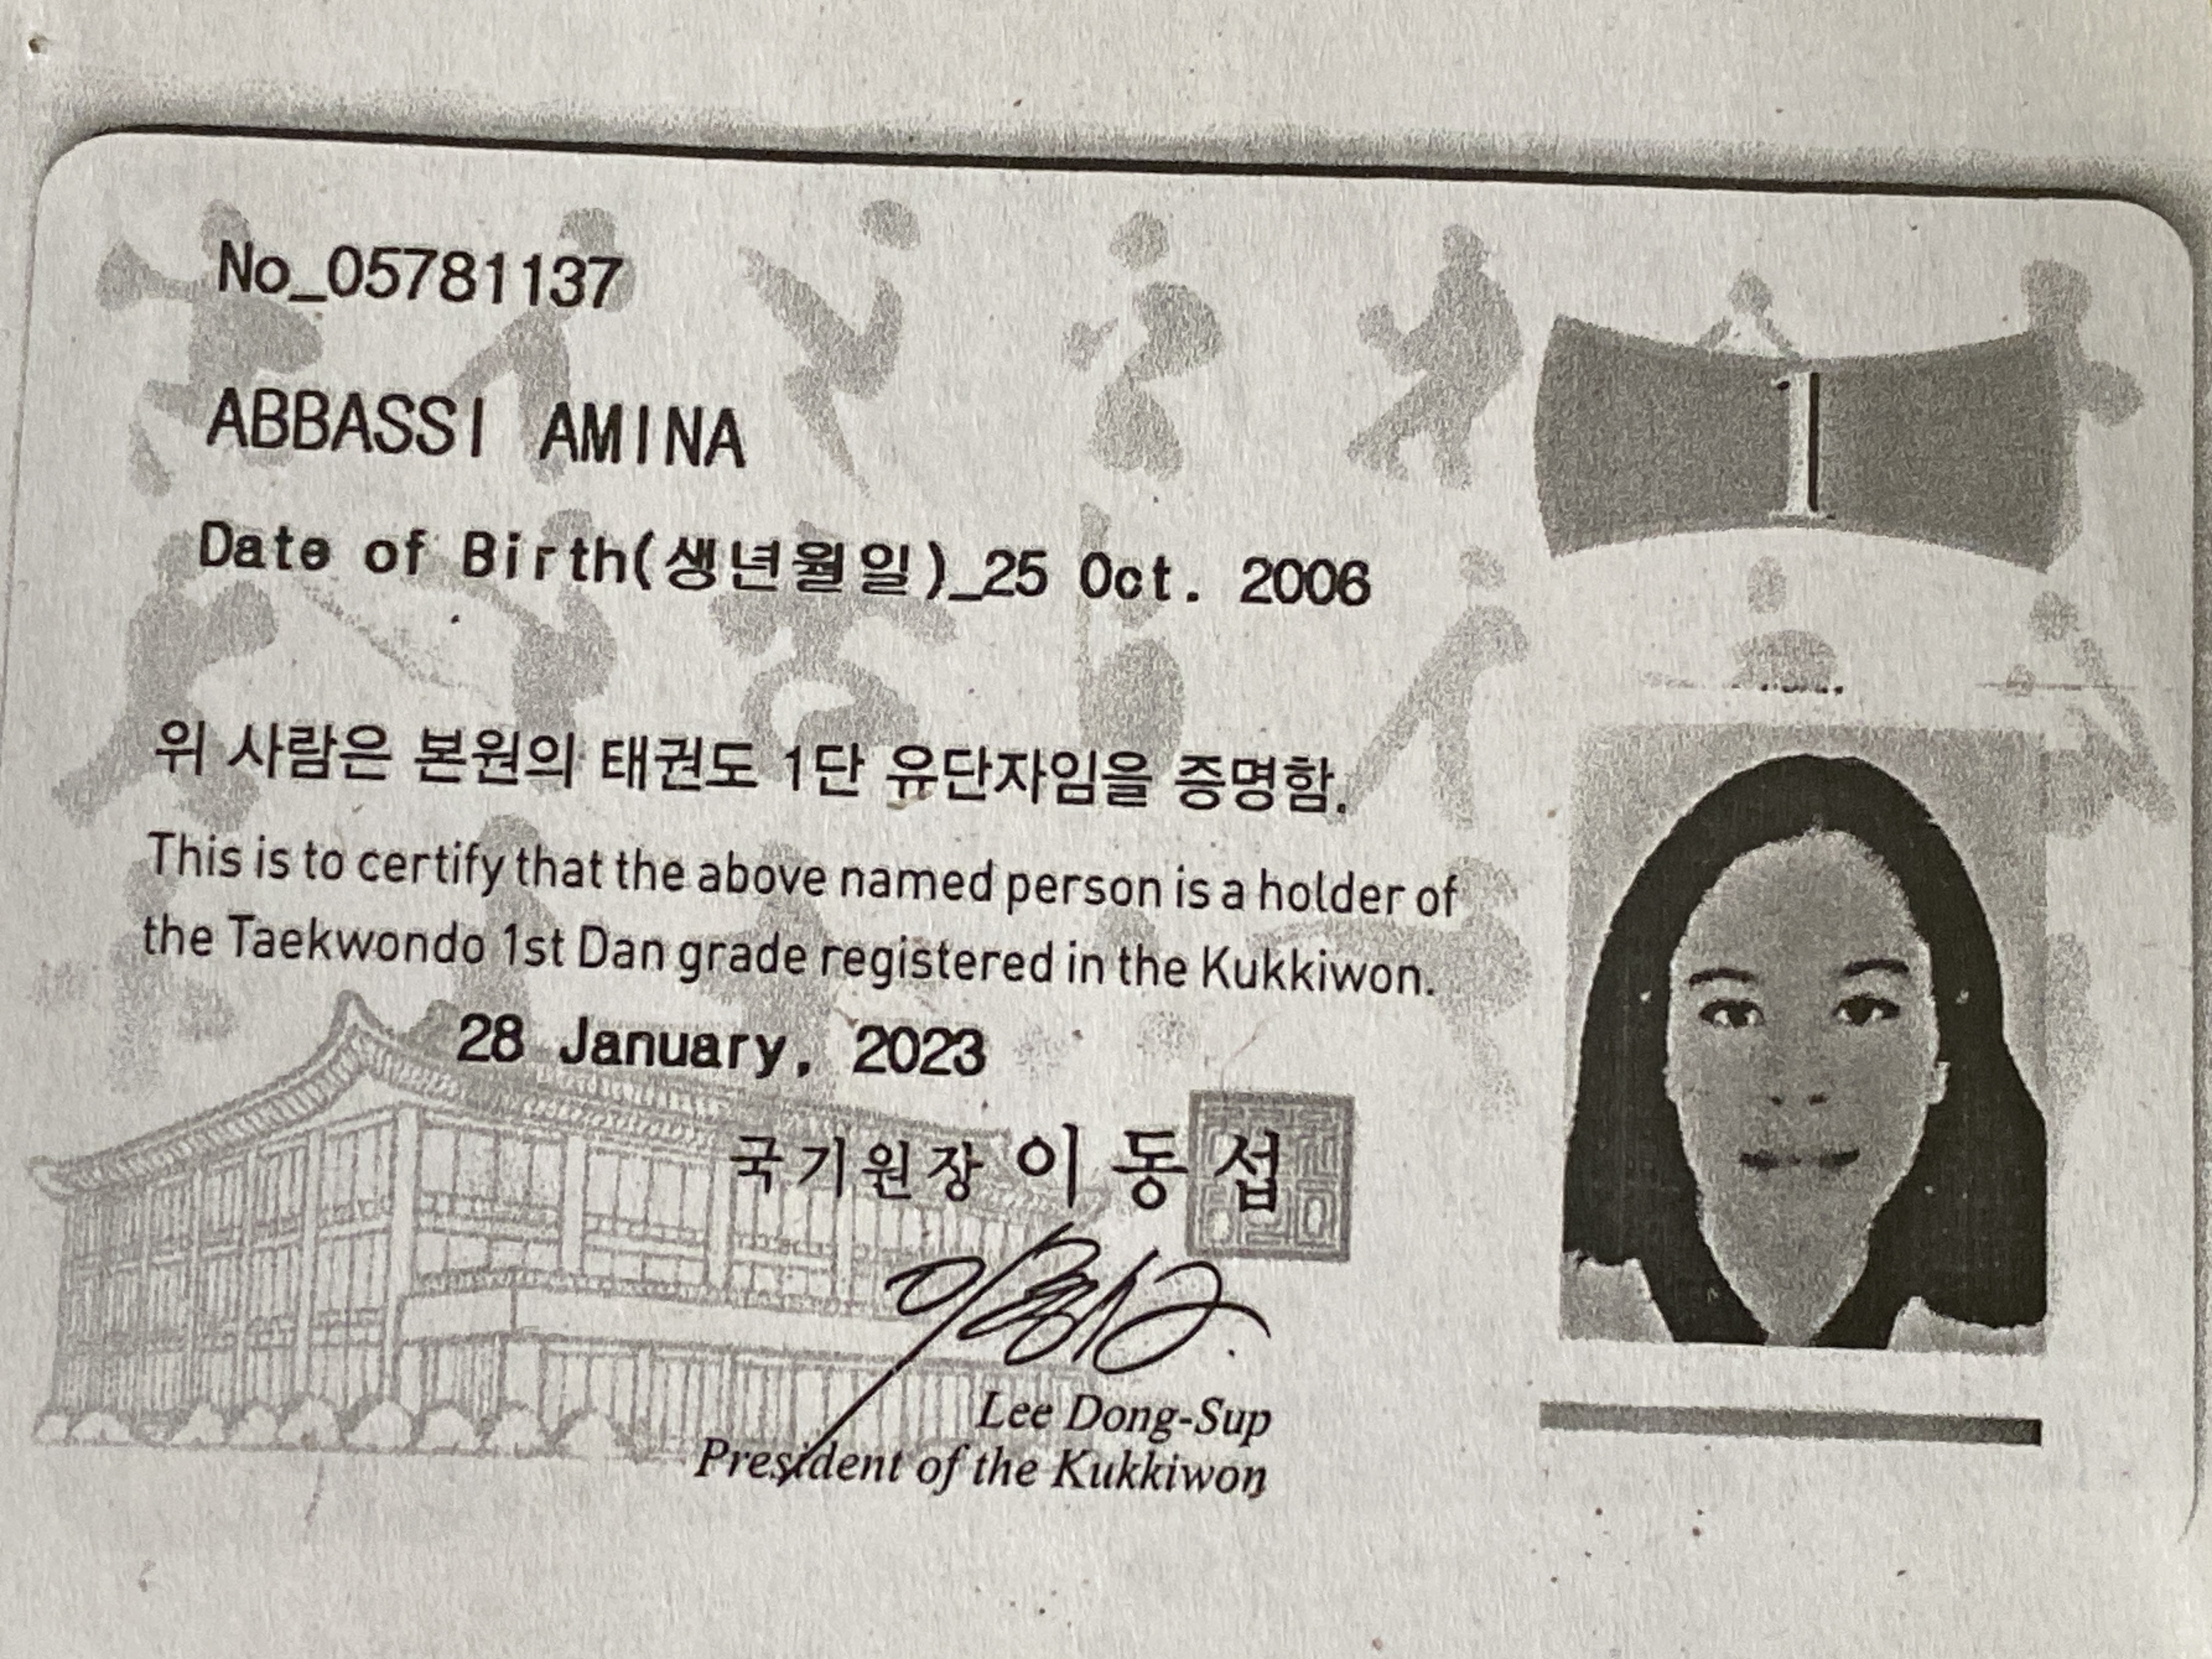 No_05781137
1
ABBASSI AMINA
Date of Birth(생년월일)_25 Oct. 2006
위 사람은 본원의 태권도 1단 유단자임을 증명함.
This is to certify that the above named person is a holder of
the Taekwondo 1st Dan grade registered in the Kukkiwon.
28 January, 2023
국기원장 이동섭
Lee Dong-Sup
President of the Kukkiwon